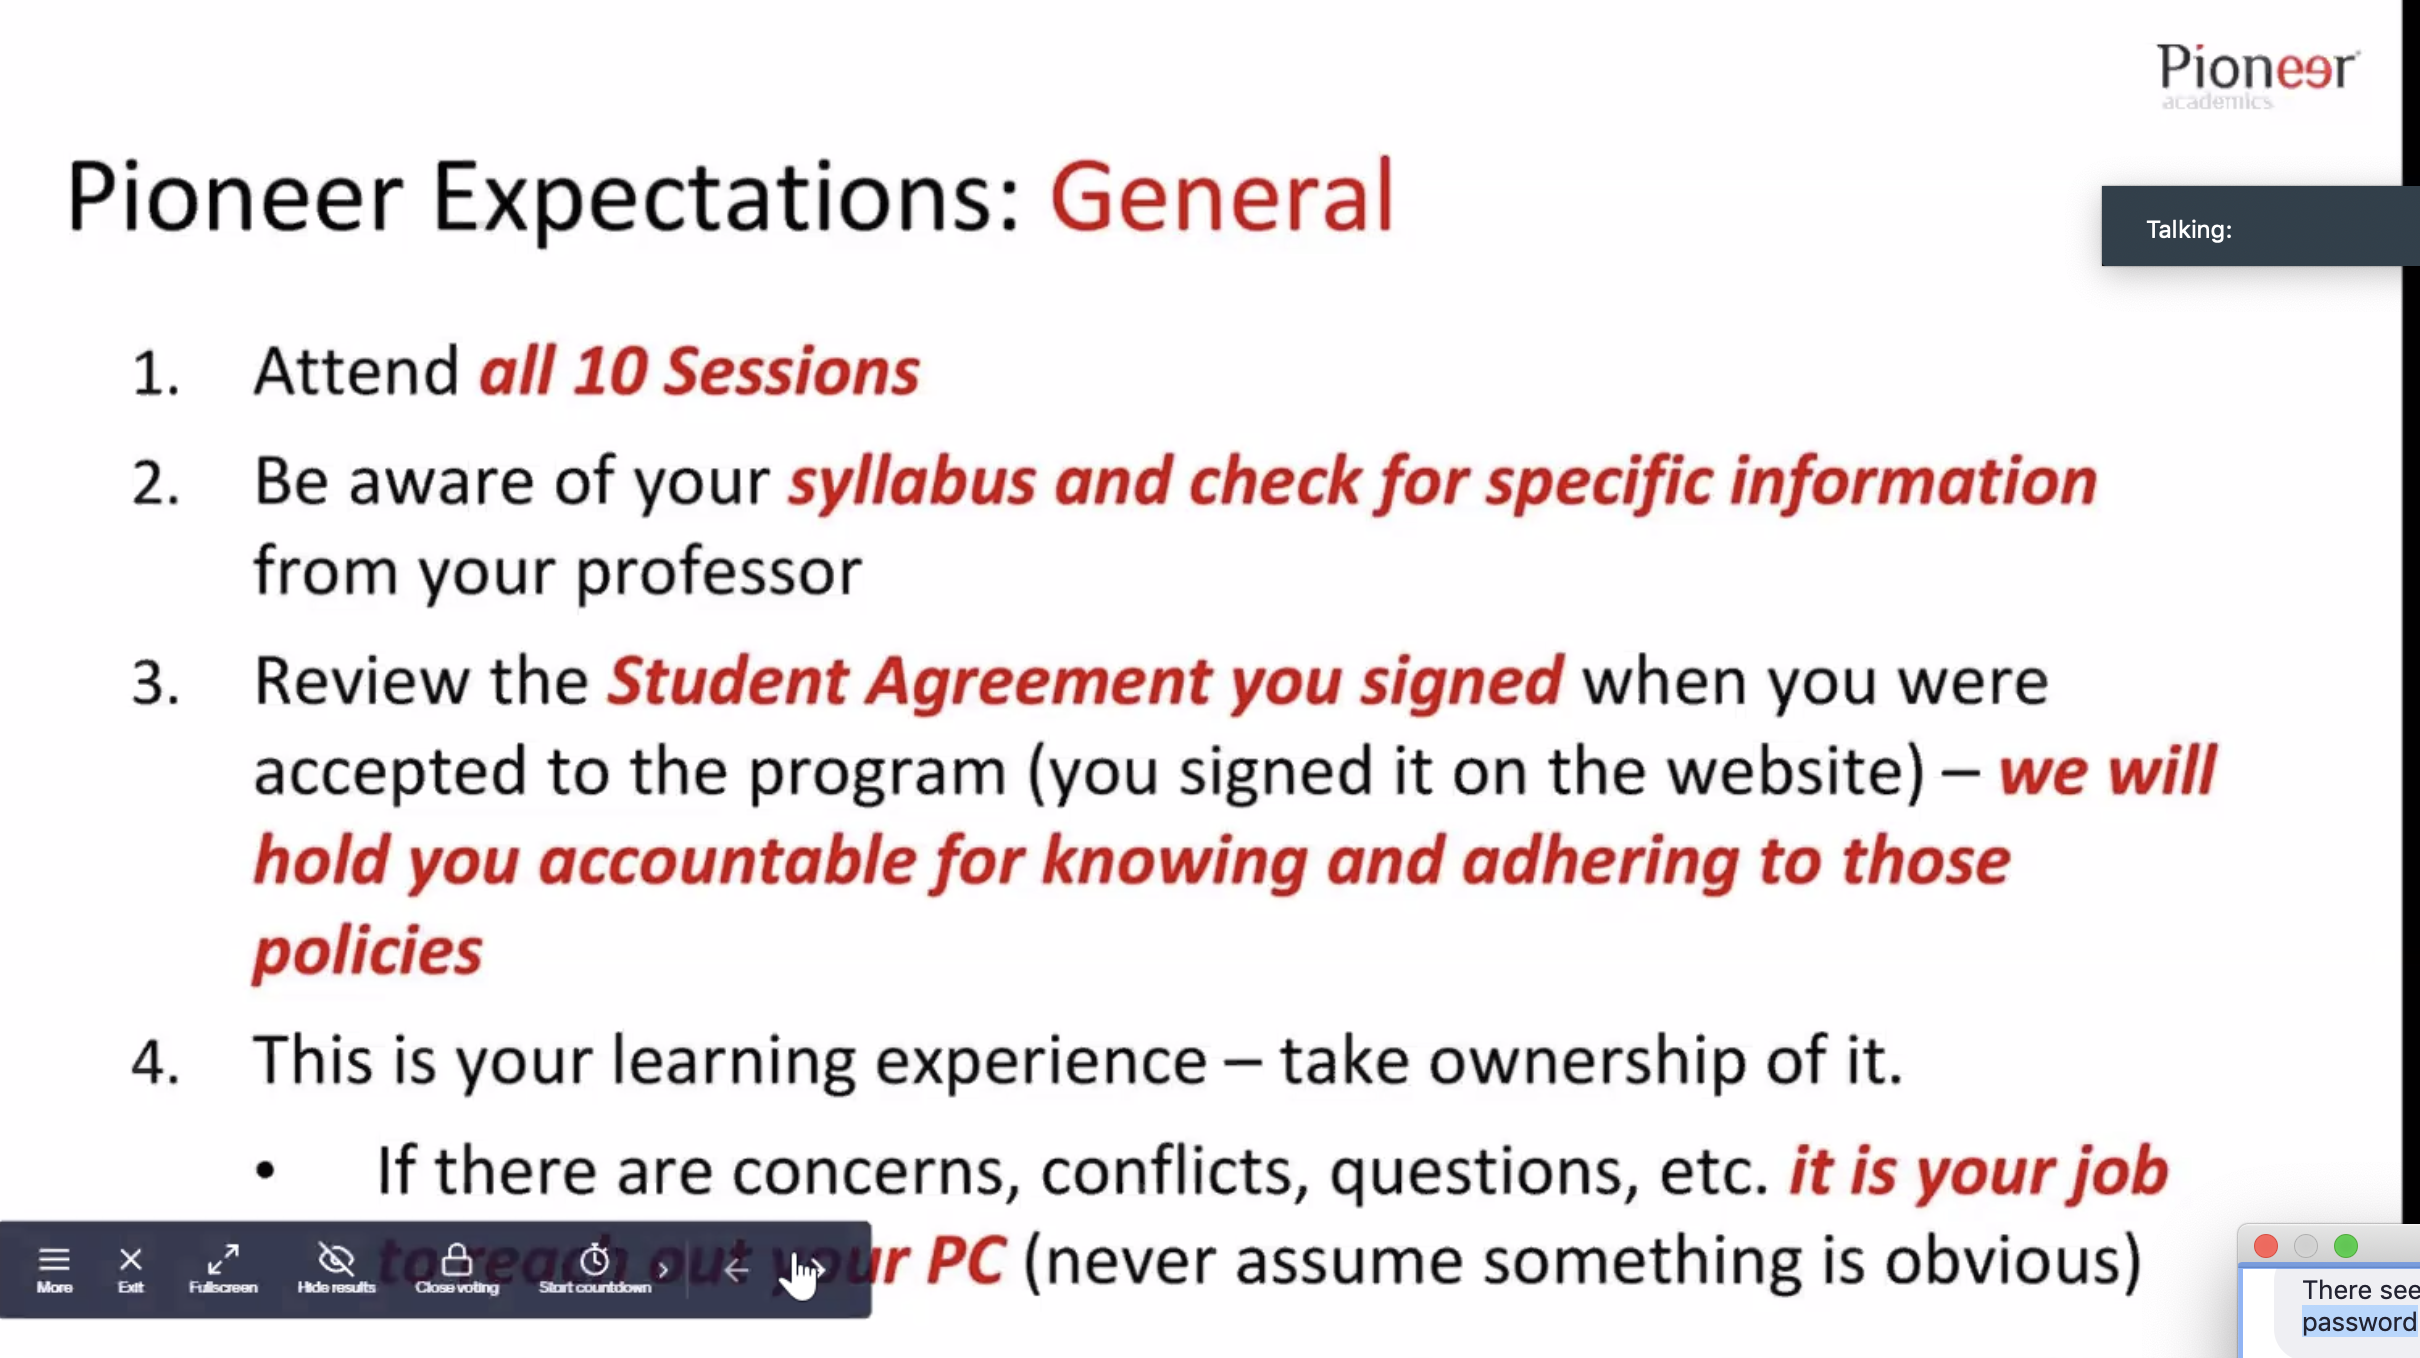 Pioneer
academics
Pioneer Expectations: General
Talking:
1. Attend all 10 Sessions
2. Be aware of your syllabus and check for specific information
from your professor
3. Review the Student Agreement you signed when you were
accepted to the program (you signed it on the website) – we will
hold you accountable for knowing and adhering to those
policies
4. This is your learning experience – take ownership of it.
• If there are concerns, conflicts, questions, etc. it is your job
to reach out your PC (never assume something is obvious)
More Exit Fullscreen Hide results Close voting Start countdown
There see
password